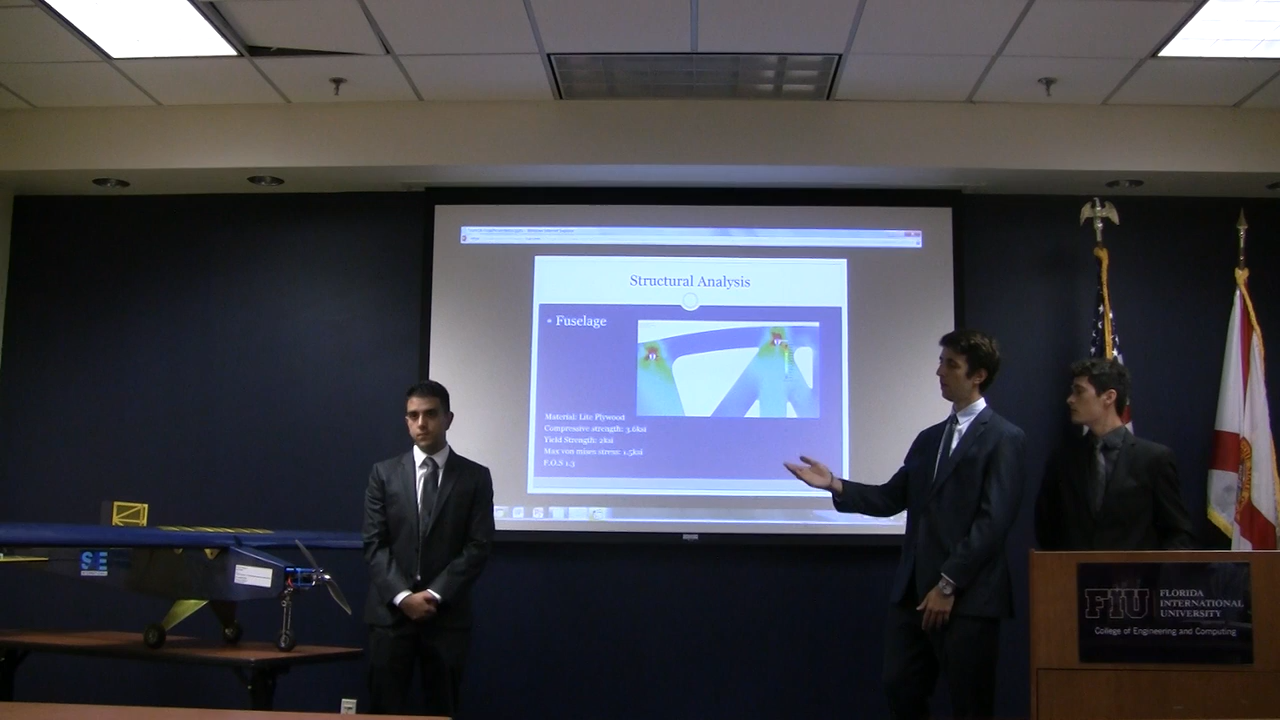 Structural Analysis
Fuselage
Material: Lite Plywood
Compressive strength: 3.6ksi
Yield Strength: 2ksi
Max von mises stress: 1.5ksi
F.O.S 1.3
FIU
FLORIDA
INTERNATIONAL
UNIVERSITY
College of Engineering and Computing